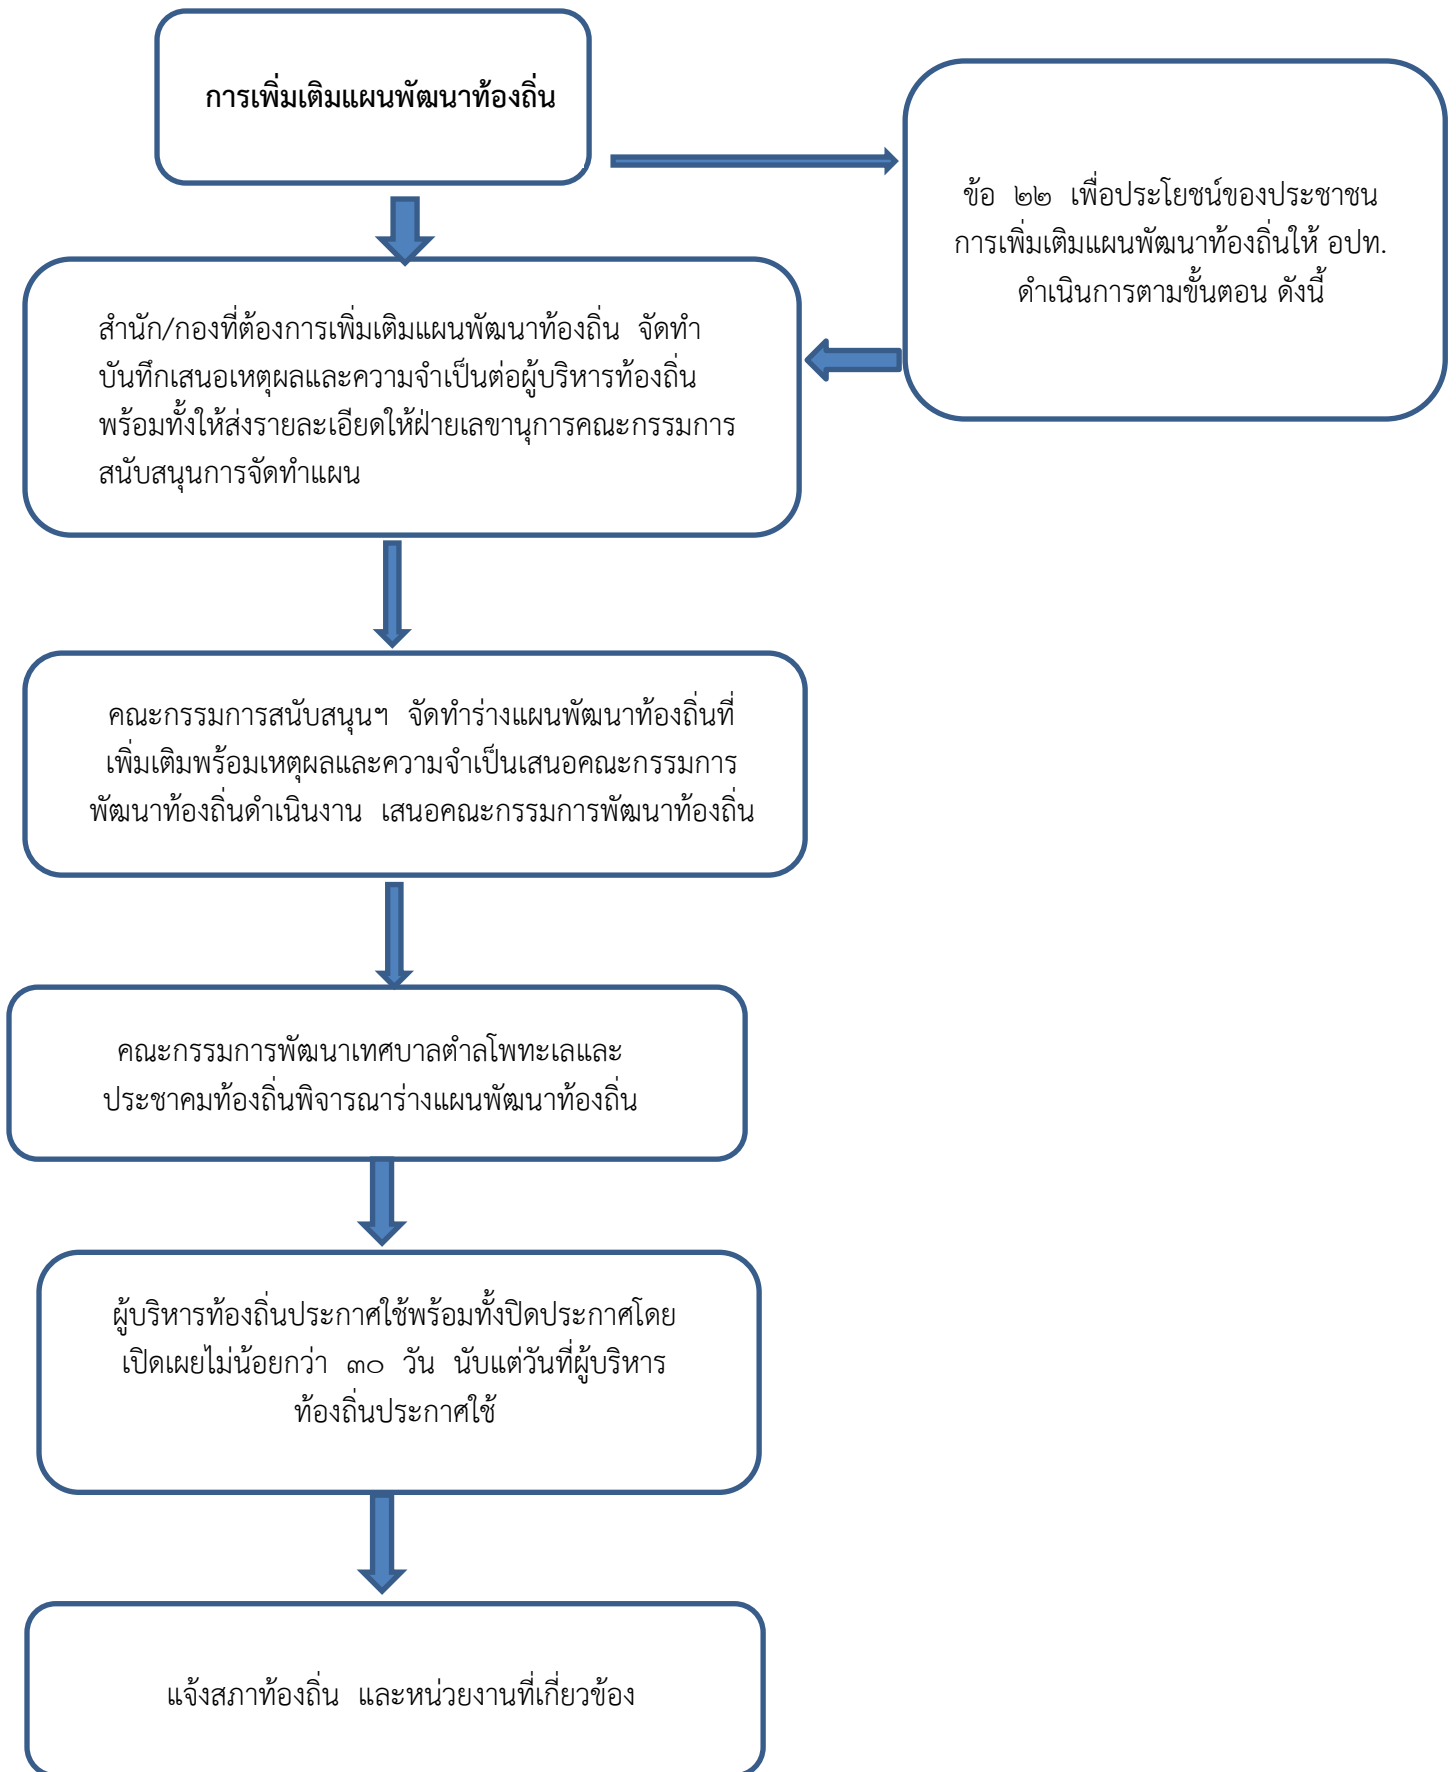 การเพิ่มเติมแผนพัฒนาท้องถิ่น
ข้อ ๒๒ เพื่อประโยชน์ของประชาชน
การเพิ่มเติมแผนพัฒนาท้องถิ่นให้ อปท.
ดำเนินการตามขั้นตอน ดังนี้
สำนัก/กองที่ต้องการเพิ่มเติมแผนพัฒนาท้องถิ่น จัดทำ
บันทึกเสนอเหตุผลและความจำเป็นต่อผู้บริหารท้องถิ่น
พร้อมทั้งให้ส่งรายละเอียดให้ฝ่ายเลขานุการคณะกรรมการ
สนับสนุนการจัดทำแผน
คณะกรรมการสนับสนุนฯ จัดทำร่างแผนพัฒนาท้องถิ่นที่
เพิ่มเติมพร้อมเหตุผลและความจำเป็นเสนอคณะกรรมการ
พัฒนาท้องถิ่นดำเนินงาน เสนอคณะกรรมการพัฒนาท้องถิ่น
คณะกรรมการพัฒนาเทศบาลตำลโพทะเลและ
ประชาคมท้องถิ่นพิจารณาร่างแผนพัฒนาท้องถิ่น
ผู้บริหารท้องถิ่นประกาศใช้พร้อมทั้งปิดประกาศโดย
เปิดเผยไม่น้อยกว่า ๓๐ วัน นับแต่วันที่ผู้บริหาร
ท้องถิ่นประกาศใช้
แจ้งสภาท้องถิ่น และหน่วยงานที่เกี่ยวข้อง